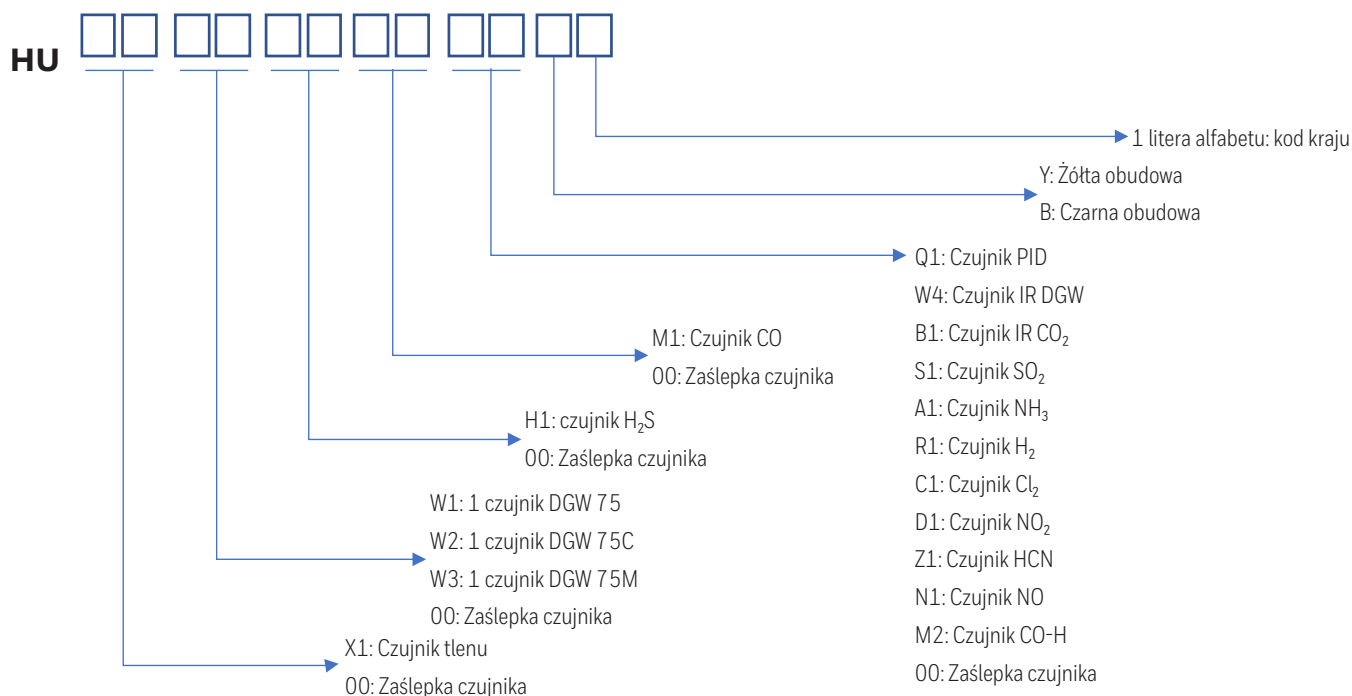 HU
1 litera alfabetu: kod kraju
Y: Żółta obudowa
B: Czarna obudowa
Q1: Czujnik PID
W4: Czujnik IR DGW
B1: Czujnik IR CO₂
S1: Czujnik SO₂
A1: Czujnik NH₃
R1: Czujnik H₂
C1: Czujnik Cl₂
D1: Czujnik NO₂
Z1: Czujnik HCN
N1: Czujnik NO
M2: Czujnik CO-H
00: Zaślepka czujnika
M1: Czujnik CO
00: Zaślepka czujnika
H1: czujnik H₂S
00: Zaślepka czujnika
W1: 1 czujnik DGW 75
W2: 1 czujnik DGW 75C
W3: 1 czujnik DGW 75M
00: Zaślepka czujnika
X1: Czujnik tlenu
00: Zaślepka czujnika